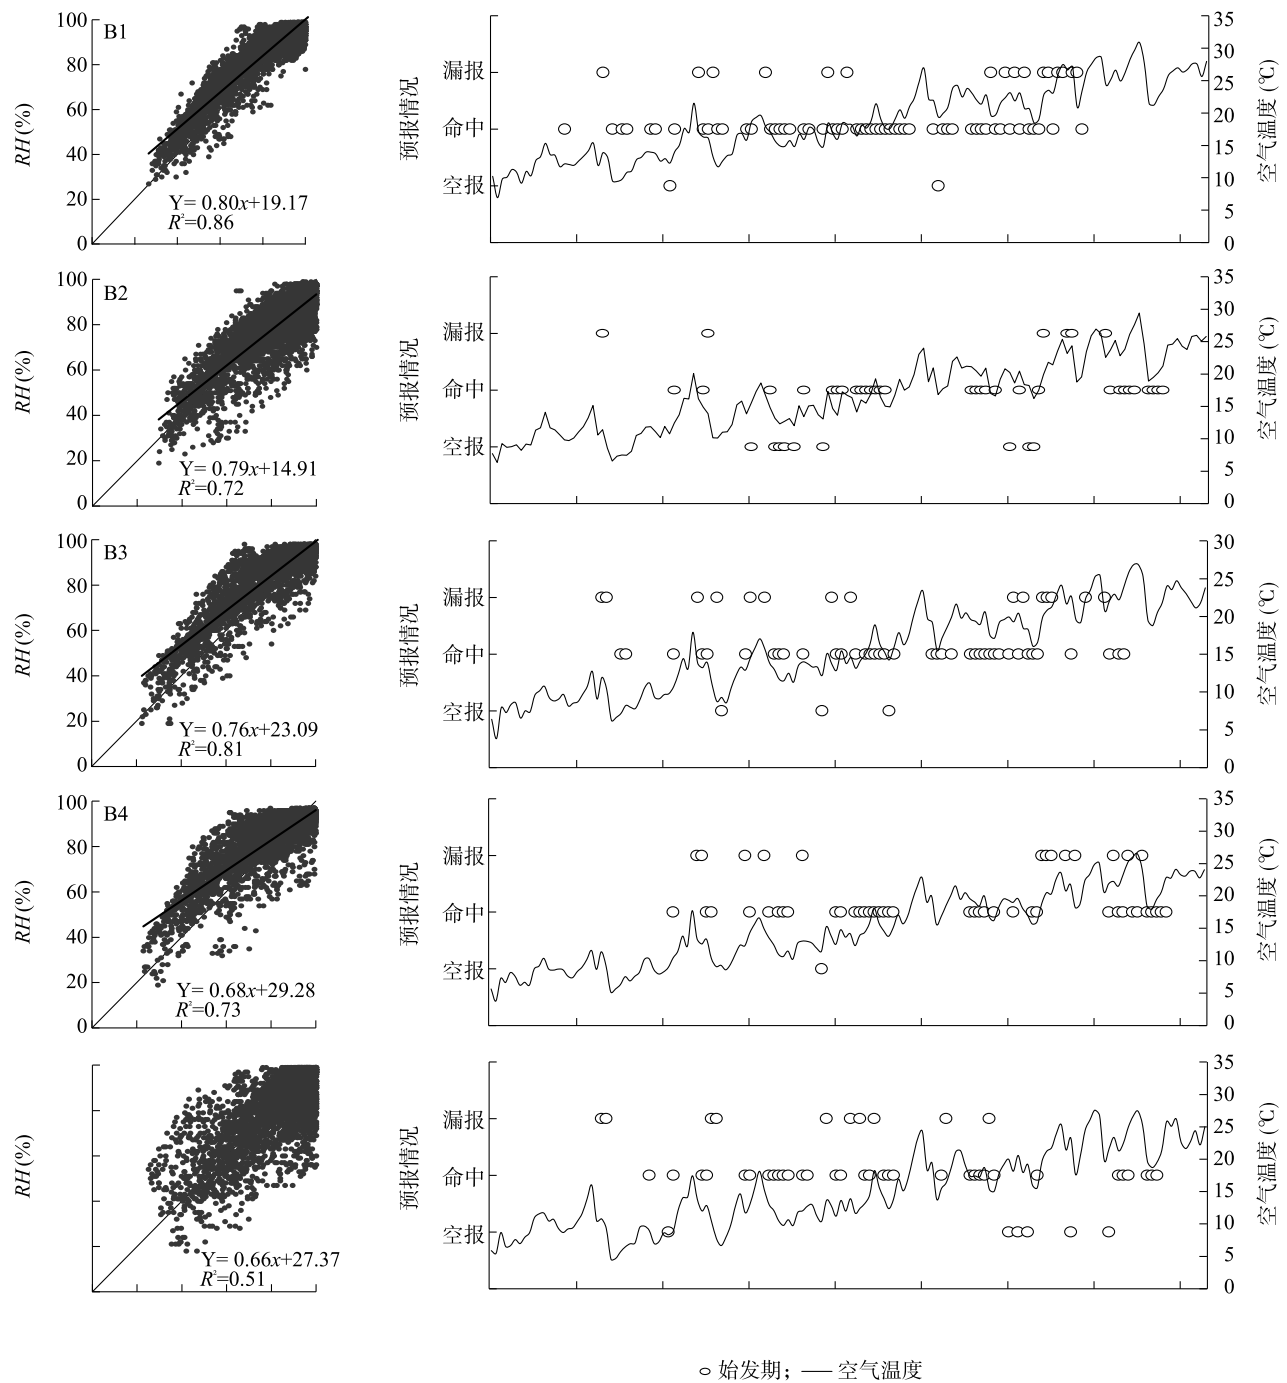 100
80
60
40
20
0
RH(%)
B1
Y= 0.80x+19.17
R²=0.86
预报情况
漏报
命中
空报
35
30
25
20
15
10
5
0
空气温度 (℃)
100
80
60
40
20
0
RH(%)
B2
Y= 0.79x+14.91
R²=0.72
预报情况
漏报
命中
空报
35
30
25
20
15
10
5
0
空气温度 (℃)
100
80
60
40
20
0
RH(%)
B3
Y= 0.76x+23.09
R²=0.81
预报情况
漏报
命中
空报
30
25
20
15
10
5
0
空气温度 (℃)
100
80
60
40
20
0
RH(%)
B4
Y= 0.68x+29.28
R²=0.73
预报情况
漏报
命中
空报
35
30
25
20
15
10
5
0
空气温度 (℃)
RH(%)
Y= 0.66x+27.37
R²=0.51
预报情况
漏报
命中
空报
35
30
25
20
15
10
5
0
空气温度 (℃)
始发期; 空气温度